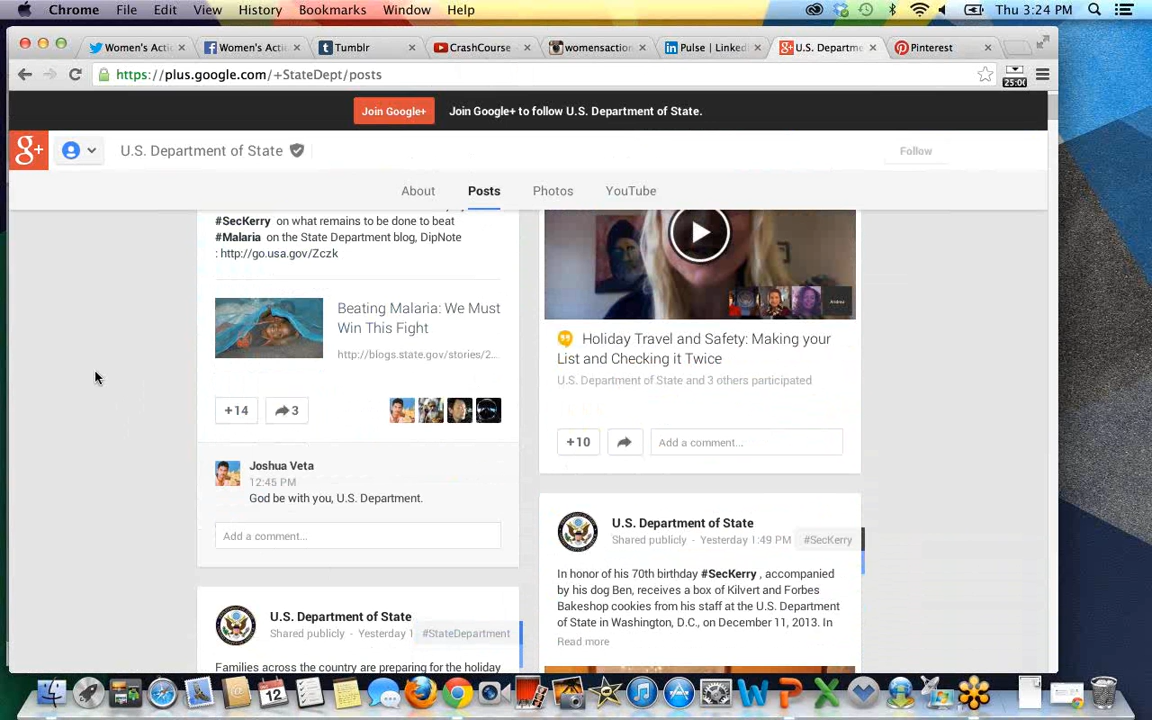 Chrome File Edit View History Bookmarks Window Help Thu 3:24 PM
Women's Acti Women's Acti Tumblr CrashCourse womensaction Pulse | Linked U.S. Departme Pinterest
https://plus.google.com/+StateDept/posts
25:00
Join Google+ Join Google+ to follow U.S. Department of State.
g+ U.S. Department of State Follow
About Posts Photos YouTube
#SecKerry on what remains to be done to beat
#Malaria on the State Department blog, DipNote
: http://go.usa.gov/Zczk
Beating Malaria: We Must
Win This Fight
http://blogs.state.gov/stories/2...
+14 3
Joshua Veta
12:45 PM
God be with you, U.S. Department.
Add a comment...
U.S. Department of State
Shared publicly - Yesterday 1 #StateDepartment
Families across the country are preparing for the holiday
Andrea
Holiday Travel and Safety: Making your
List and Checking it Twice
U.S. Department of State and 3 others participated
+10 Add a comment...
U.S. Department of State
Shared publicly - Yesterday 1:49 PM #SecKerry
In honor of his 70th birthday #SecKerry , accompanied
by his dog Ben, receives a box of Kilvert and Forbes
Bakeshop cookies from his staff at the U.S. Department
of State in Washington, D.C., on December 11, 2013. In
Read more
12